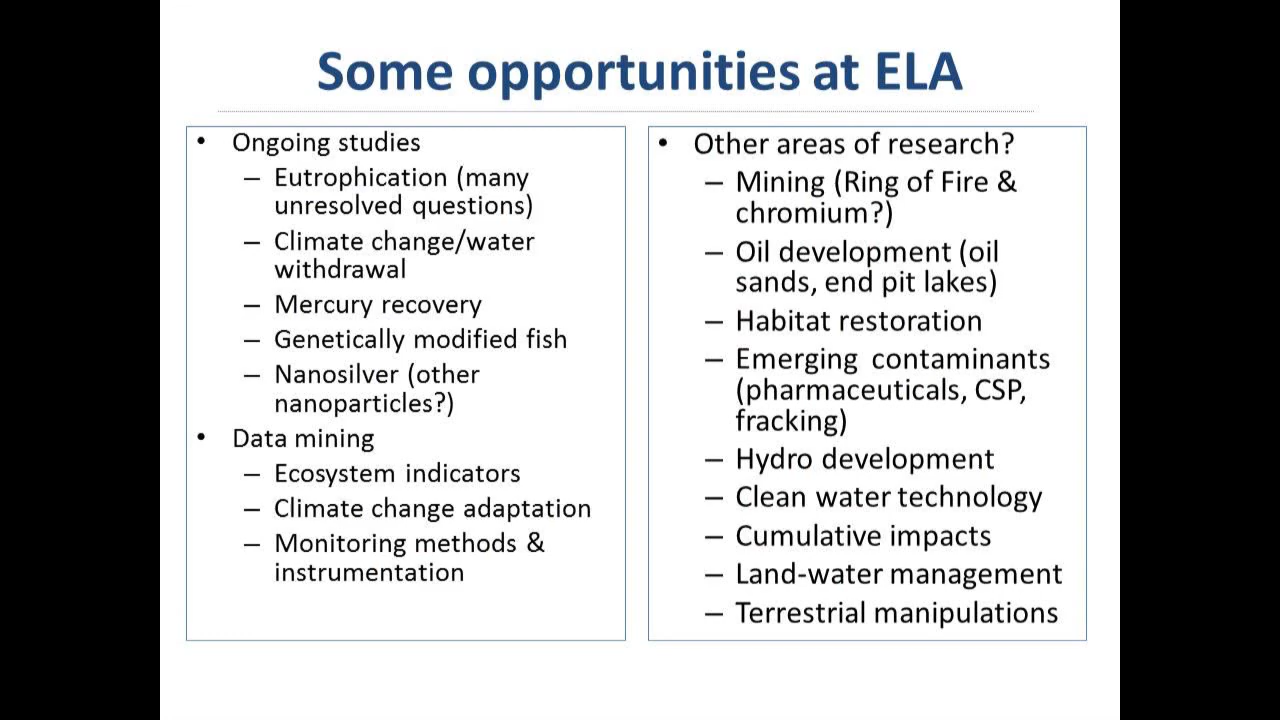 Some opportunities at ELA
• Ongoing studies
– Eutrophication (many
unresolved questions)
– Climate change/water
withdrawal
– Mercury recovery
– Genetically modified fish
– Nanosilver (other
nanoparticles?)
• Data mining
– Ecosystem indicators
– Climate change adaptation
– Monitoring methods &
instrumentation
• Other areas of research?
– Mining (Ring of Fire &
chromium?)
– Oil development (oil
sands, end pit lakes)
– Habitat restoration
– Emerging contaminants
(pharmaceuticals, CSP,
fracking)
– Hydro development
– Clean water technology
– Cumulative impacts
– Land-water management
– Terrestrial manipulations